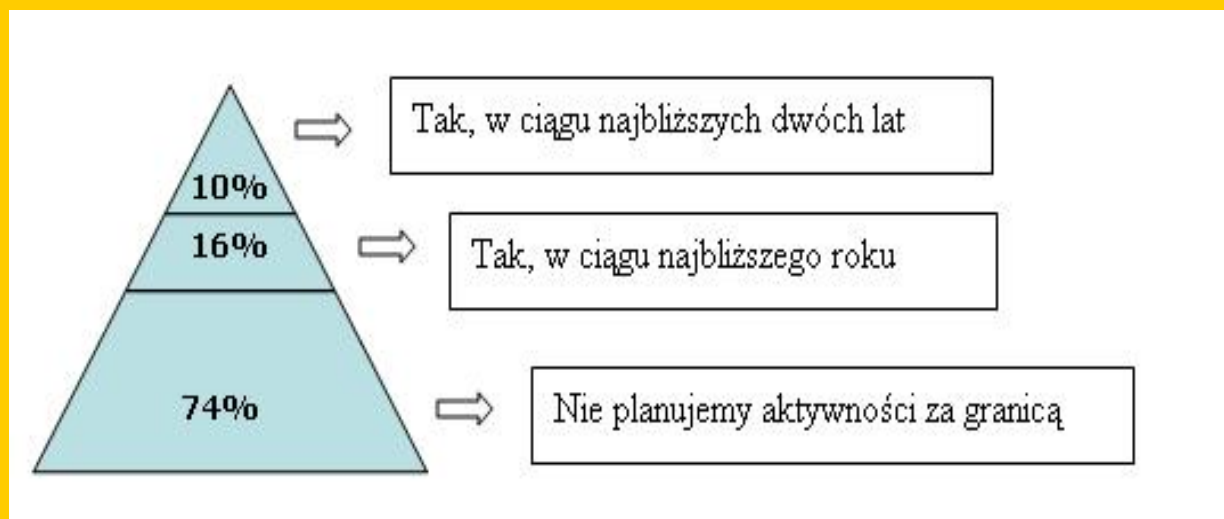 Tak, w ciągu najbliższych dwóch lat
10%
16%
Tak, w ciągu najbliższego roku
74%
Nie planujemy aktywności za granicą